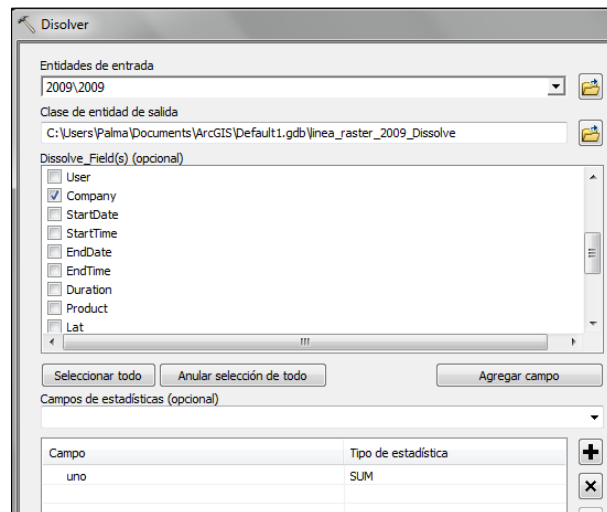 Disolver
Entidades de entrada
2009\2009
Clase de entidad de salida
C:\Users\Palma\Documents\ArcGIS\Default1.gdb\linea_raster_2009_Dissolve
Dissolve_Field(s) (opcional)
User
Company
StartDate
StartTime
EndDate
EndTime
Duration
Product
Lat
Seleccionar todo Anular selección de todo Agregar campo
Campos de estadísticas (opcional)
Campo Tipo de estadística
uno SUM